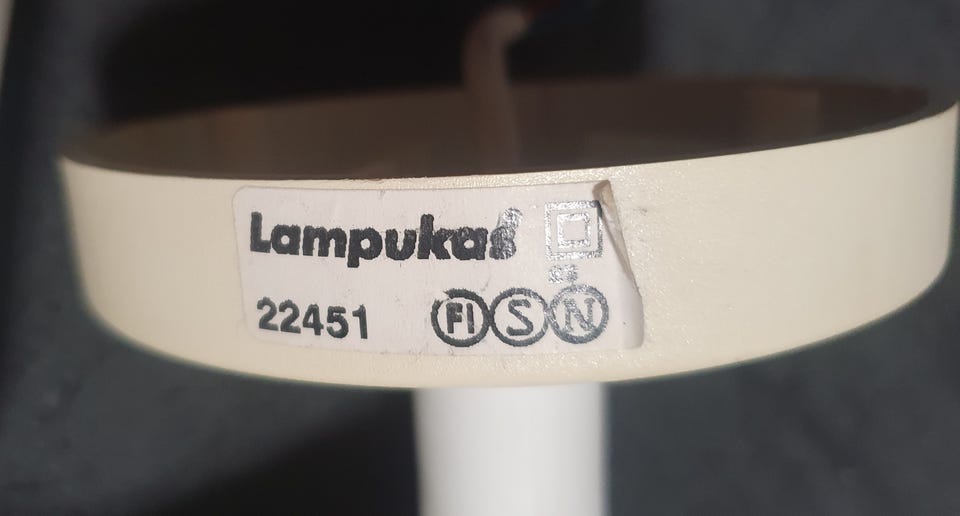 Lampukas
22451 FI S N